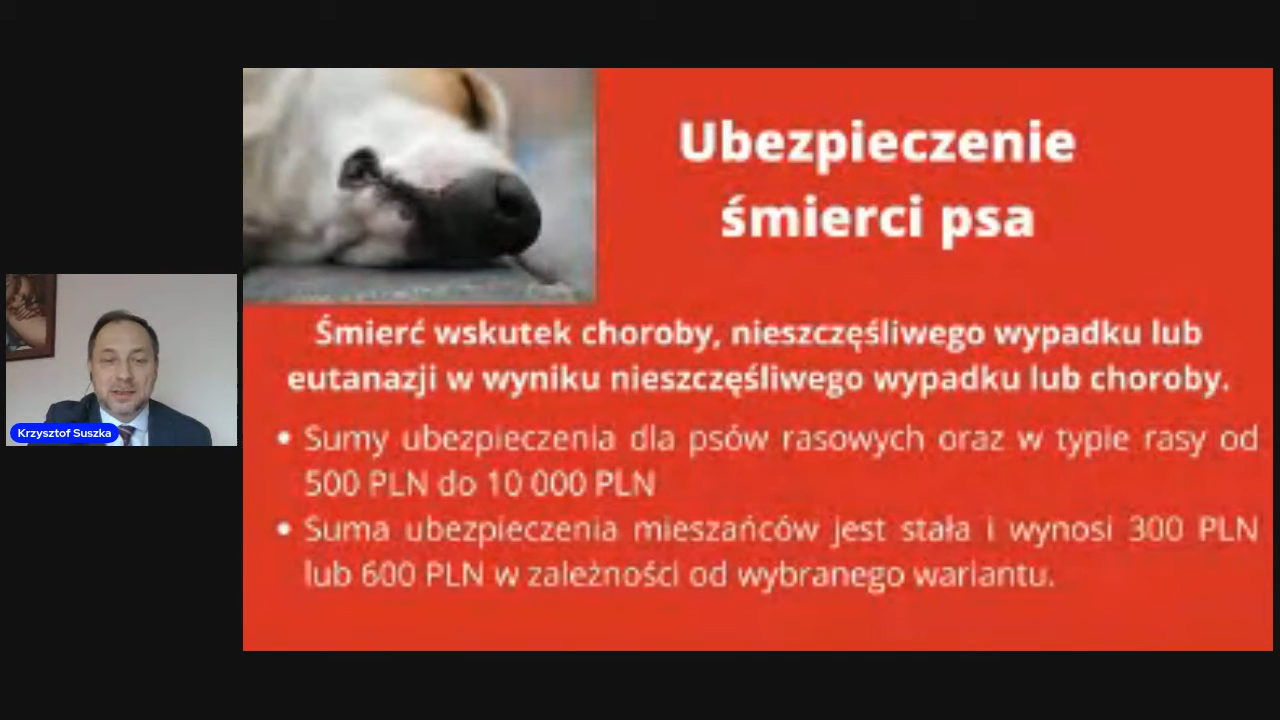 Ubezpieczenie
śmierci psa
Śmierć wskutek choroby, nieszczęśliwego wypadku lub
eutanazji w wyniku nieszczęśliwego wypadku lub choroby.
• Sumy ubezpieczenia dla psów rasowych oraz w typie rasy od
500 PLN do 10 000 PLN
• Suma ubezpieczenia mieszańców jest stała i wynosi 300 PLN
lub 600 PLN w zależności od wybranego wariantu.
Krzysztof Suszka